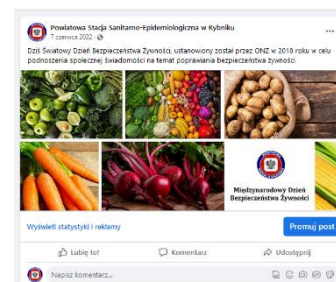 Powiatowa Stacja Sanitarno-Epidemiologiczna w Rybniku
7 czerwca 2022 ·
Dziś Światowy Dzień Bezpieczeństwa Żywności, ustanowiony został przez ONZ w 2018 roku w celu
podnoszenia społecznej świadomości na temat poprawiania bezpieczeństwa żywności
Międzynarodowy Dzień
Bezpieczeństwa Żywności
Wyświetl statystyki i reklamy
Promuj post
Lubię to!
Komentarz
Udostępnij
Napisz komentarz...